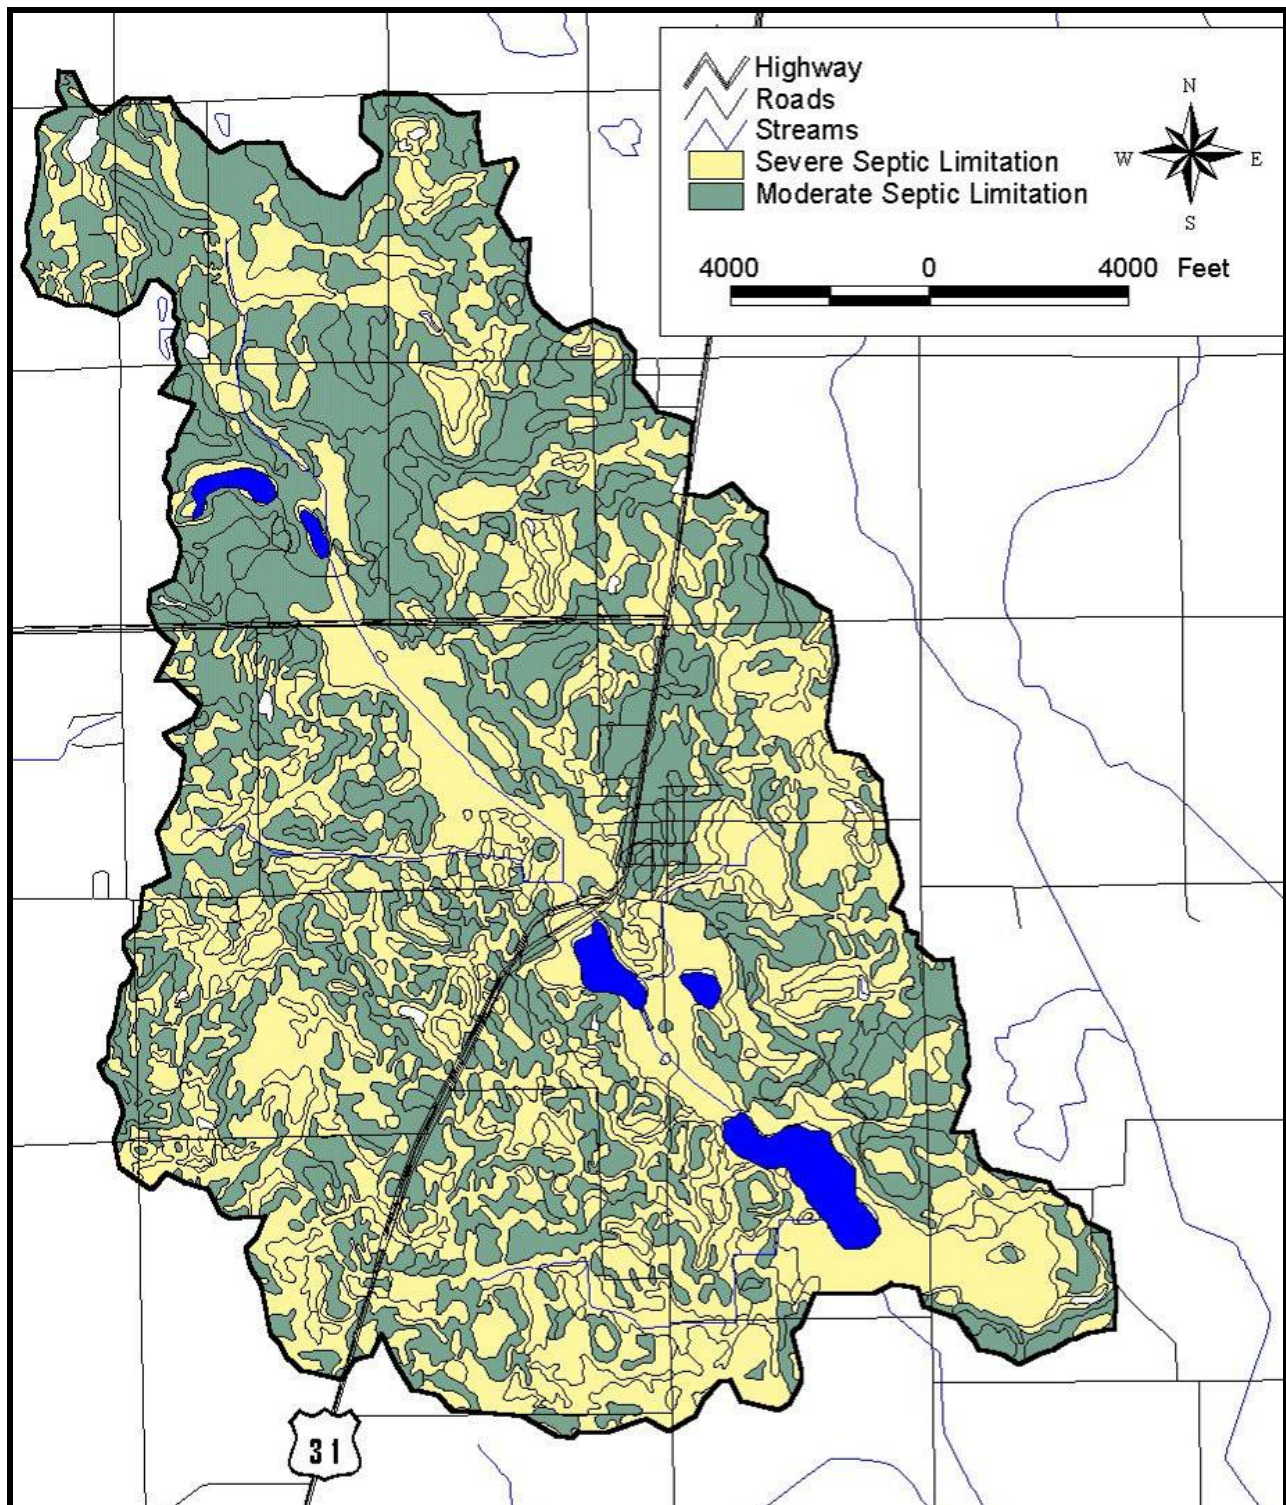 Highway
Roads
Streams
Severe Septic Limitation
Moderate Septic Limitation
N
W E
S
4000 0 4000 Feet
31